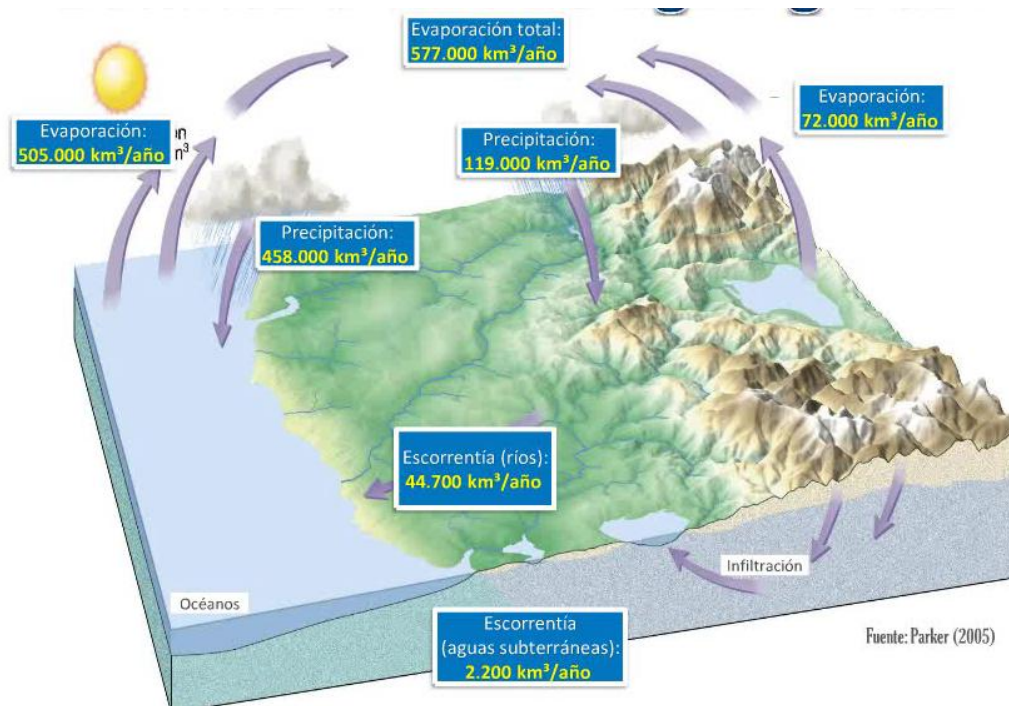 Evaporación total:
577.000 km³/año
Evaporación:
505.000 km³/año
Evaporación:
72.000 km³/año
Precipitación:
119.000 km³/año
Precipitación:
458.000 km³/año
Escorrentía (ríos):
44.700 km³/año
Infiltración
Océanos
Escorrentía
(aguas subterráneas):
2.200 km³/año
Fuente: Parker (2005)